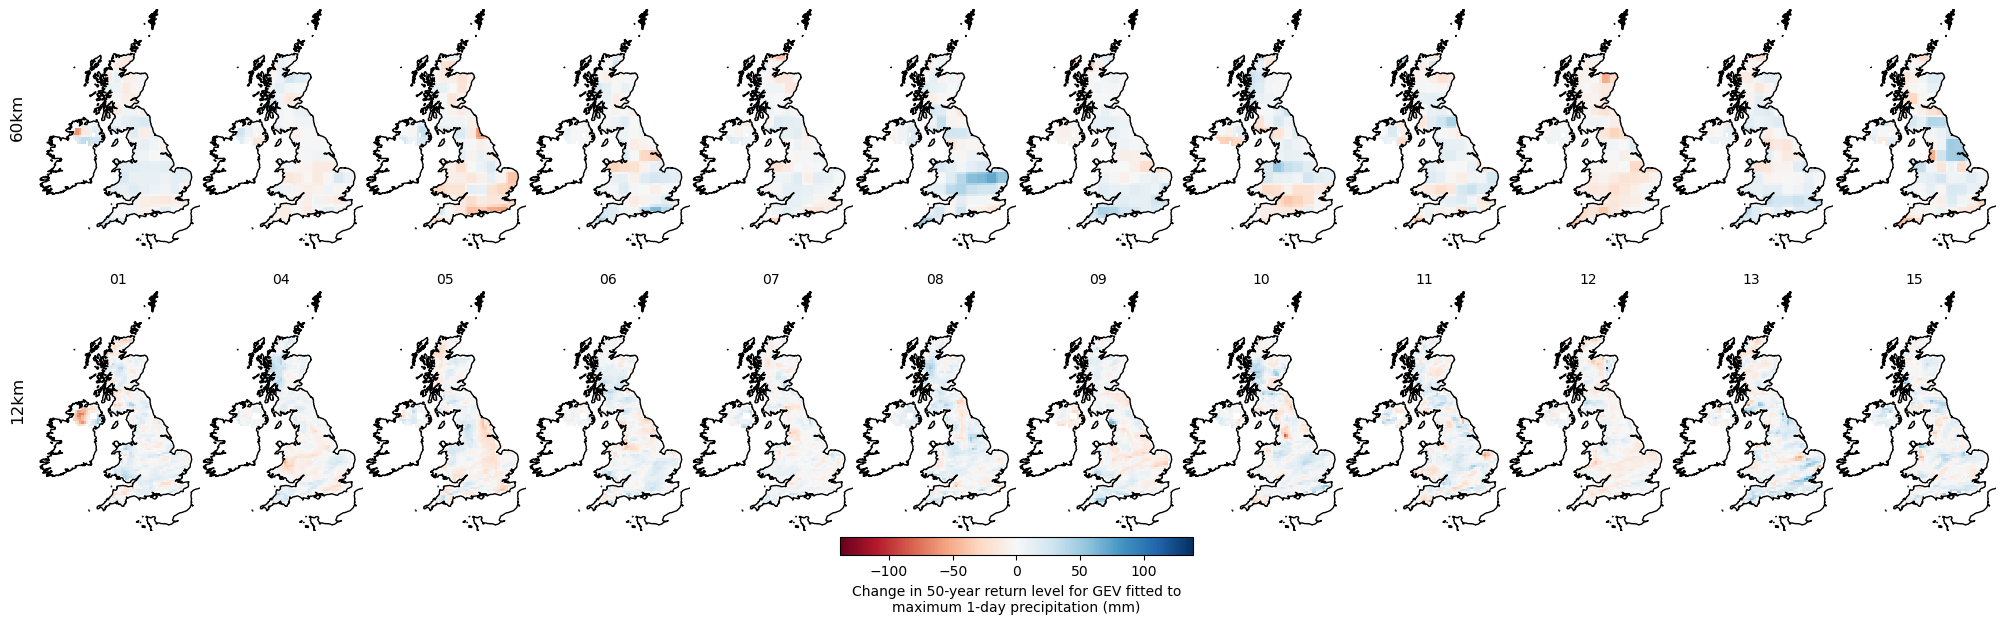 60km
01 04 05 06 07 08 09 10 11 12 13 15
12km
−100 −50 0 50 100
Change in 50-year return level for GEV fitted to
maximum 1-day precipitation (mm)